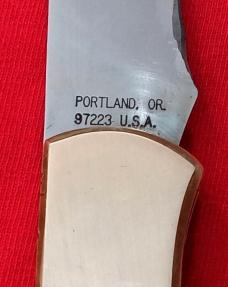 PORTLAND, OR.
97223 U.S.A.